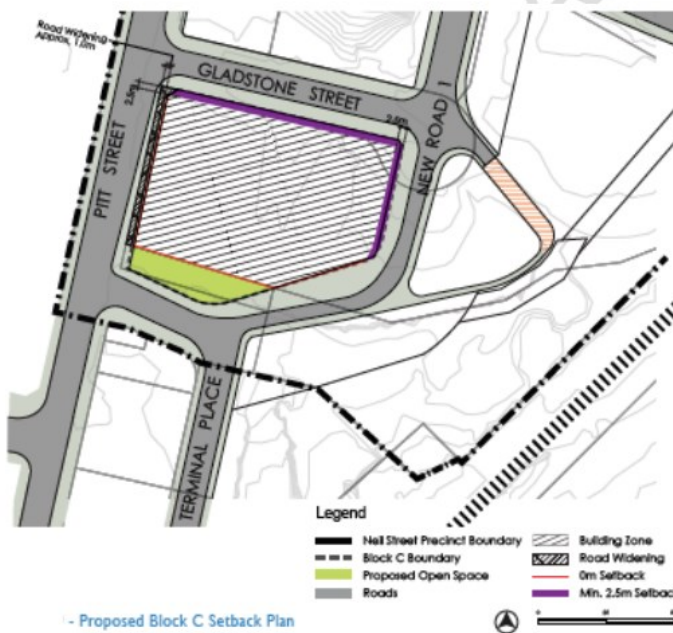 Road Widening
Approx. 1.0m
2.5m
GLADSTONE STREET
2.5m
NEW ROAD 1
PITT STREET
TERMINAL PLACE
Legend
Neil Street Precinct Boundary
Building Zone
Block C Boundary
Road Widening
Proposed Open Space
0m Setback
Roads
Min. 2.5m Setback
- Proposed Block C Setback Plan